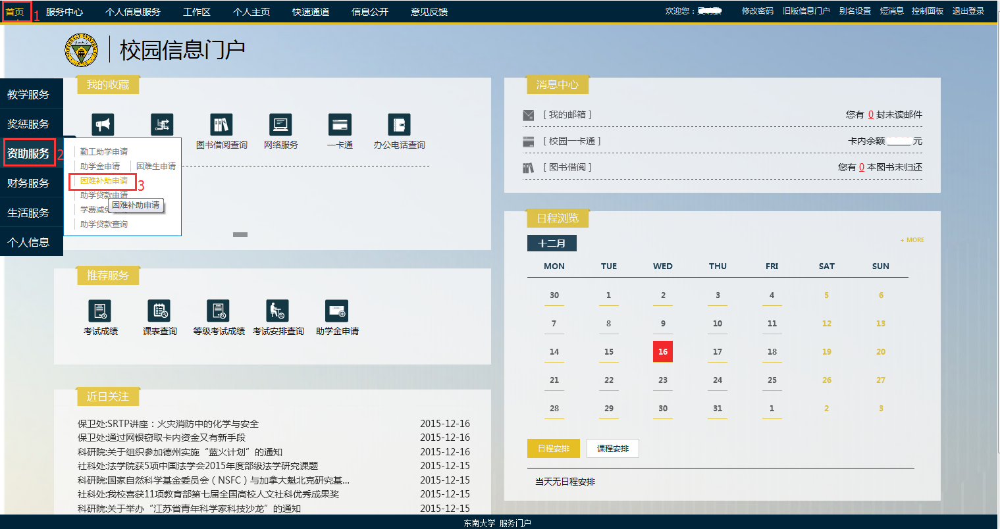 首页 1 服务中心 个人信息服务 工作区 个人主页 快速通道 信息公开 意见反馈 欢迎您： 修改密码 旧版信息门户 别名设置 短消息 控制面板 退出登录
校园信息门户
教学服务
奖惩服务
资助服务 2
财务服务
生活服务
个人信息
我的收藏
图书借阅查询 网络服务 一卡通 办公电话查询
勤工助学申请
助学金申请 困难生申请
困难补助申请 3
助学贷款申请
学费减免
困难补助申请
助学贷款查询
推荐服务
考试成绩 课表查询 等级考试成绩 考试安排查询 助学金申请
近日关注
保卫处:SRTP讲座：火灾消防中的化学与安全 2015-12-16
保卫处:通过网银窃取卡内资金又有新手段 2015-12-16
科研院:关于组织参加德州实施“蓝火计划”的通知 2015-12-16
社科处:法学院获5项中国法学会2015年度部级法学研究课题 2015-12-15
科研院:国家自然科学基金委员会（NSFC）与加拿大魁北克研究基... 2015-12-15
社科处:我校喜获11项教育部第七届全国高校人文社科优秀成果奖 2015-12-15
科研院:关于举办“江苏省青年科学家科技沙龙”的通知 2015-12-15
消息中心
[ 我的邮箱 ] 您有 0 封未读邮件
[ 校园一卡通 ] 卡内余额 元
[ 图书借阅 ] 您有 0 本图书未归还
日程浏览
十二月 + MORE
MON TUE WED THU FRI SAT SUN
30 1 2 3 4 5 6
7 8 9 10 11 12 13
14 15 16 17 18 19 20
21 22 23 24 25 26 27
28 29 30 31 1 2 3
日程安排 课程安排
当天无日程安排
东南大学 服务门户